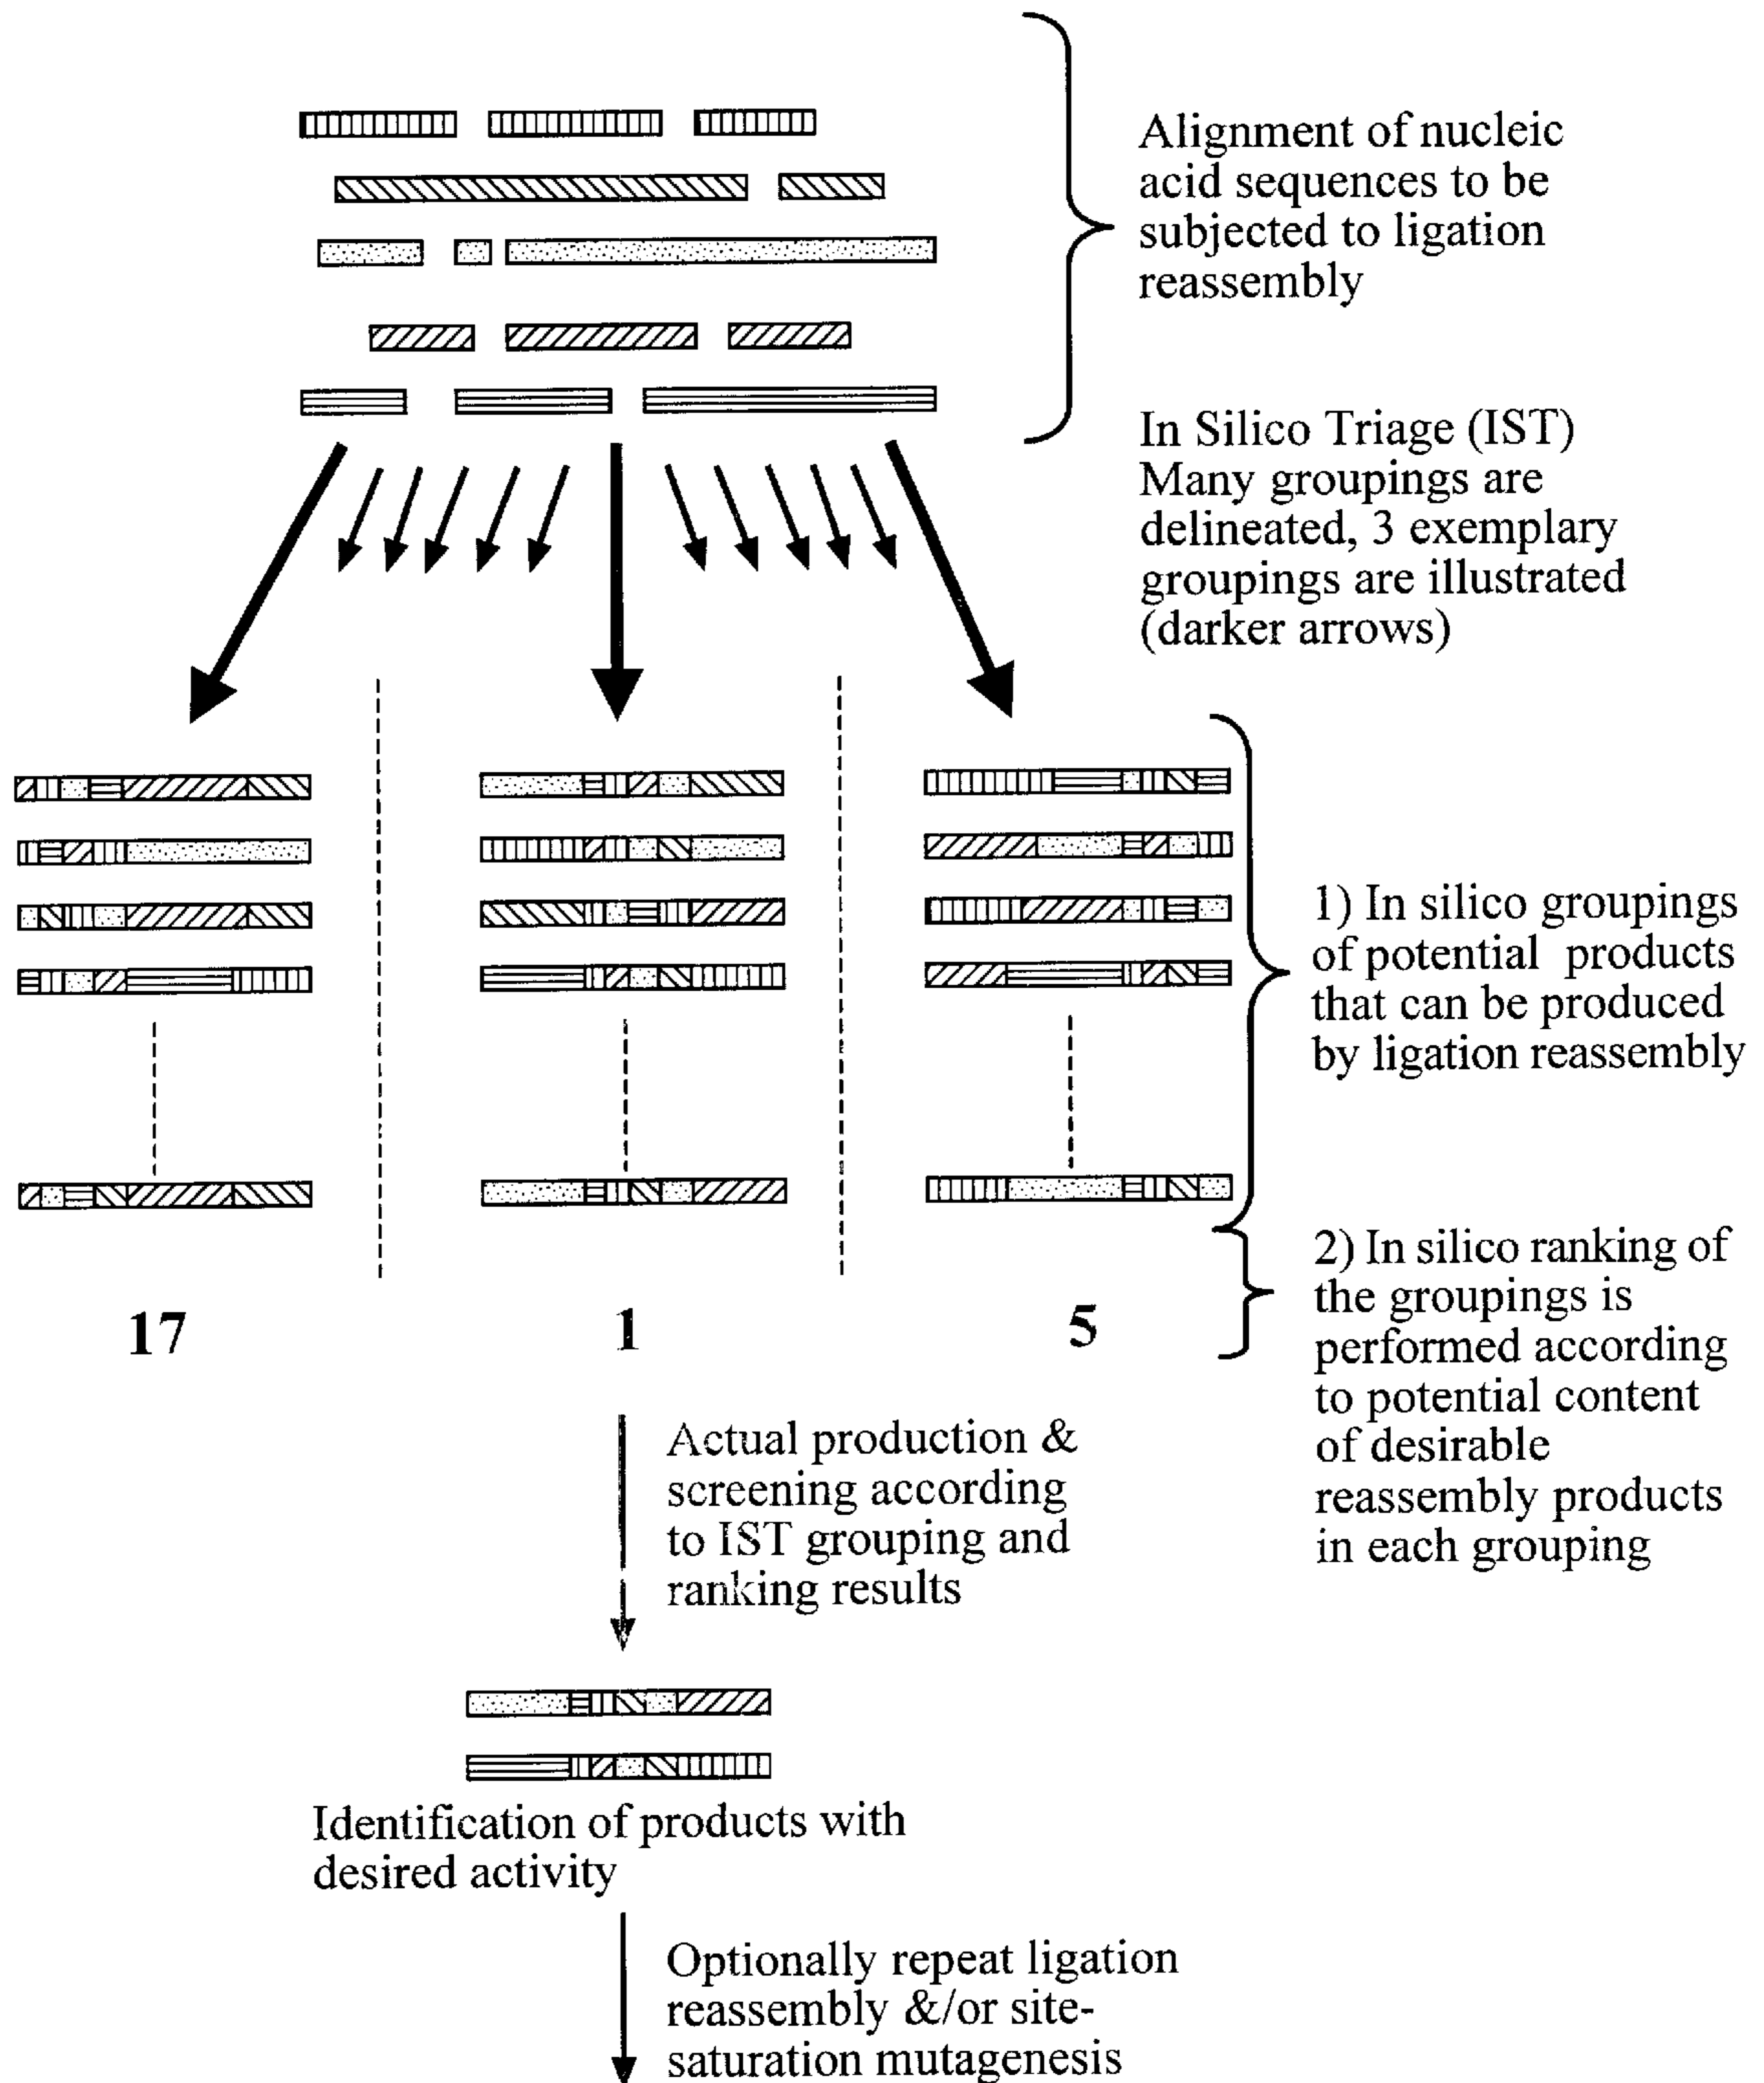 Alignment of nucleic
acid sequences to be
subjected to ligation
reassembly
In Silico Triage (IST)
Many groupings are
delineated, 3 exemplary
groupings are illustrated
(darker arrows)
1) In silico groupings
of potential products
that can be produced
by ligation reassembly
2) In silico ranking of
the groupings is
performed according
to potential content
of desirable
reassembly products
in each grouping
17
1
5
Actual production &
screening according
to IST grouping and
ranking results
Identification of products with
desired activity
Optionally repeat ligation
reassembly &/or site-
saturation mutagenesis